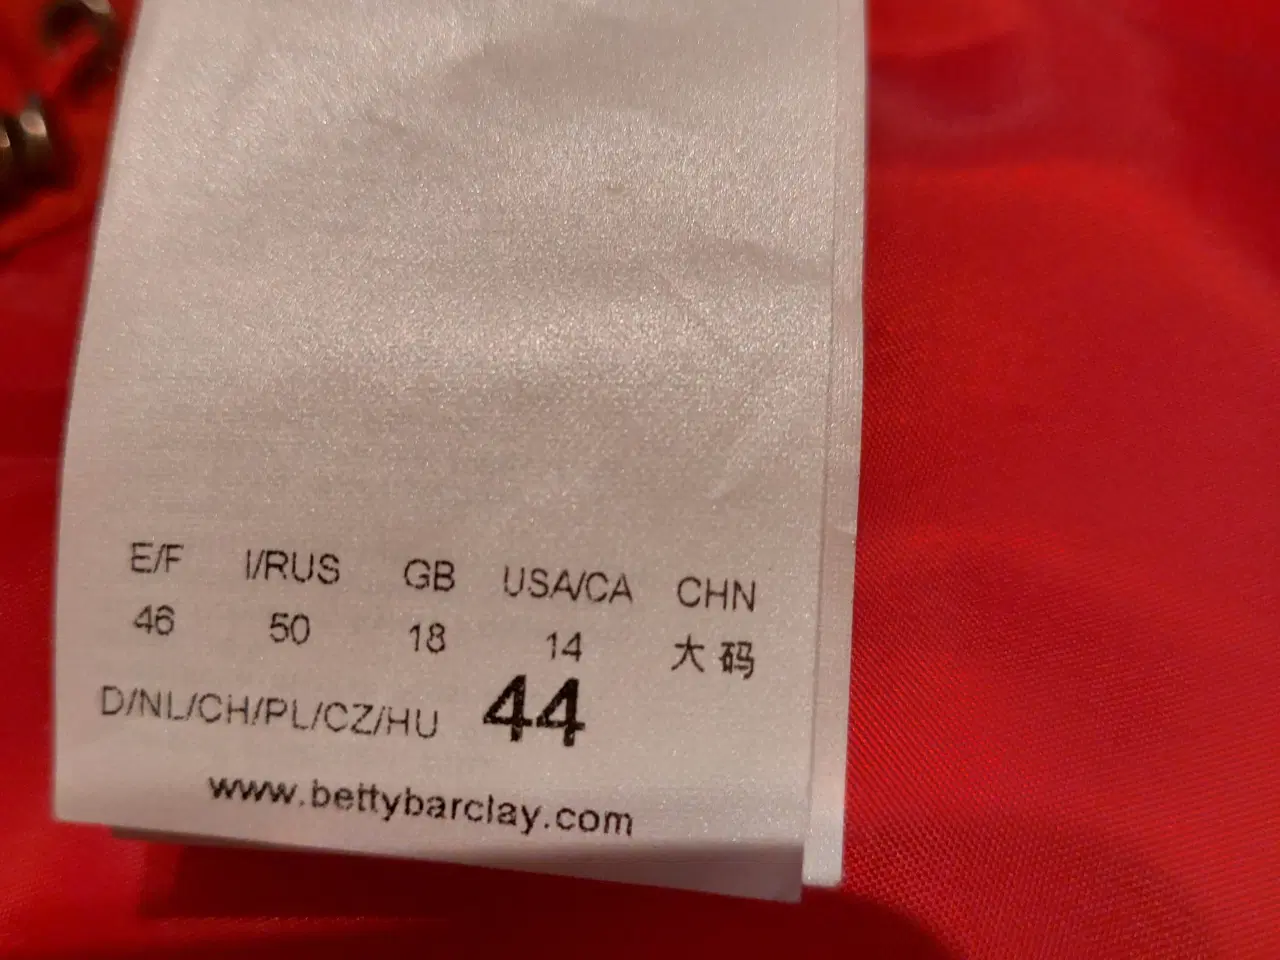 E/F I/RUS GB USA/CA CHN
46 50 18 14 大码
D/NL/CH/PL/CZ/HU 44
www.bettybarclay.com